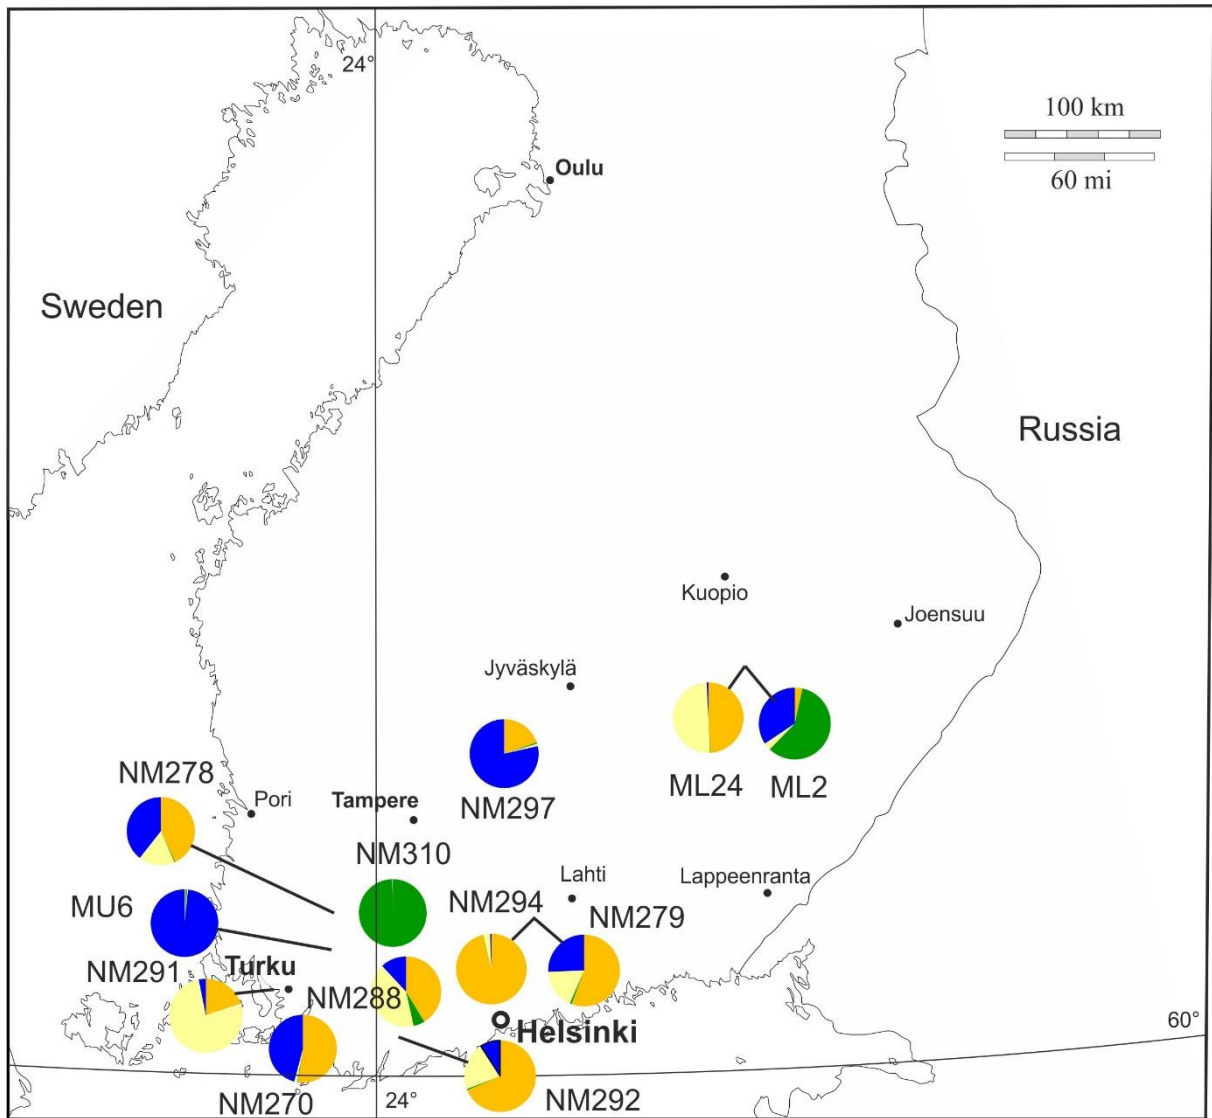 24°
100 km
60 mi
Oulu
Sweden
Russia
Kuopio
Joensuu
Jyväskylä
ML24
ML2
NM297
NM278
Pori
Tampere
NM310
Lahti
Lappeenranta
NM294
NM279
MU6
NM291
Turku
NM288
Helsinki
60°
NM270
24°
NM292